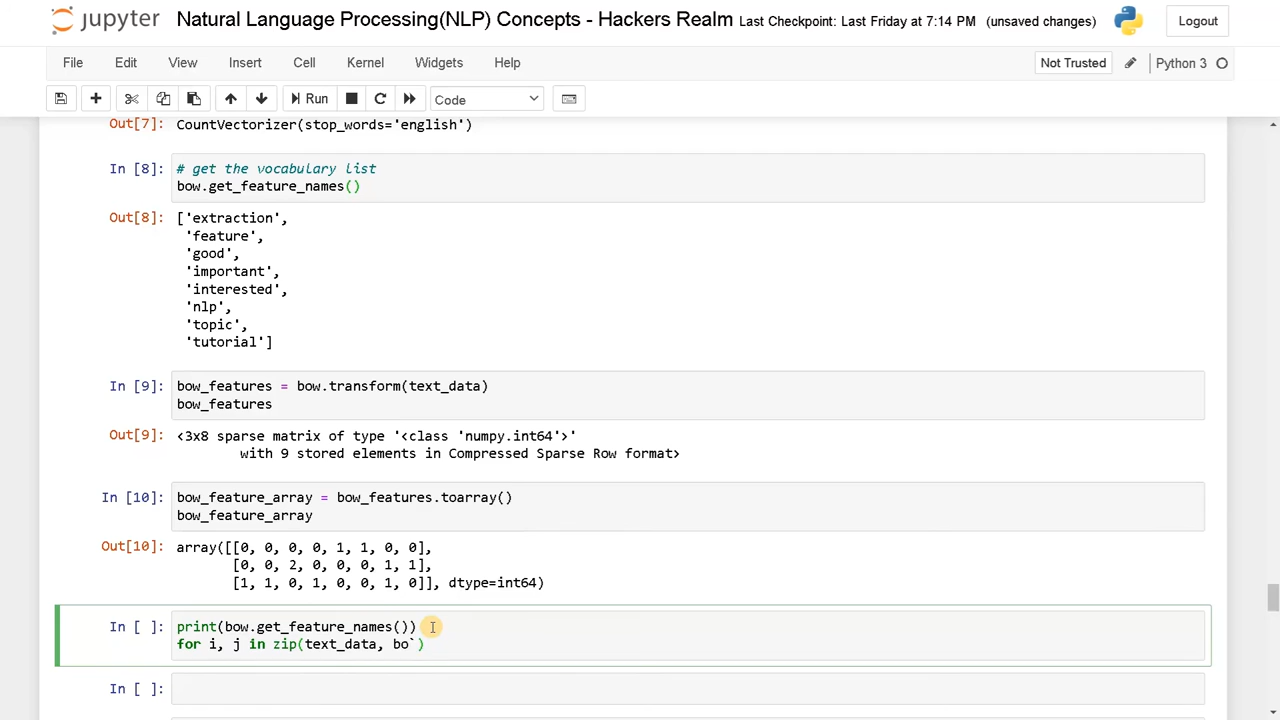 jupyter Natural Language Processing(NLP) Concepts - Hackers Realm Last Checkpoint: Last Friday at 7:14 PM (unsaved changes) Logout
File Edit View Insert Cell Kernel Widgets Help Not Trusted Python 3
Run Code
Out[7]: CountVectorizer(stop_words='english')
In [8]: # get the vocabulary list
bow.get_feature_names()
Out[8]: ['extraction',
'feature',
'good',
'important',
'interested',
'nlp',
'topic',
'tutorial']
In [9]: bow_features = bow.transform(text_data)
bow_features
Out[9]: <3x8 sparse matrix of type '<class 'numpy.int64'>'
with 9 stored elements in Compressed Sparse Row format>
In [10]: bow_feature_array = bow_features.toarray()
bow_feature_array
Out[10]: array([[0, 0, 0, 0, 1, 1, 0, 0],
[0, 0, 2, 0, 0, 0, 1, 1],
[1, 1, 0, 1, 0, 0, 1, 0]], dtype=int64)
In [ ]: print(bow.get_feature_names())
for i, j in zip(text_data, bo`)
In [ ]: